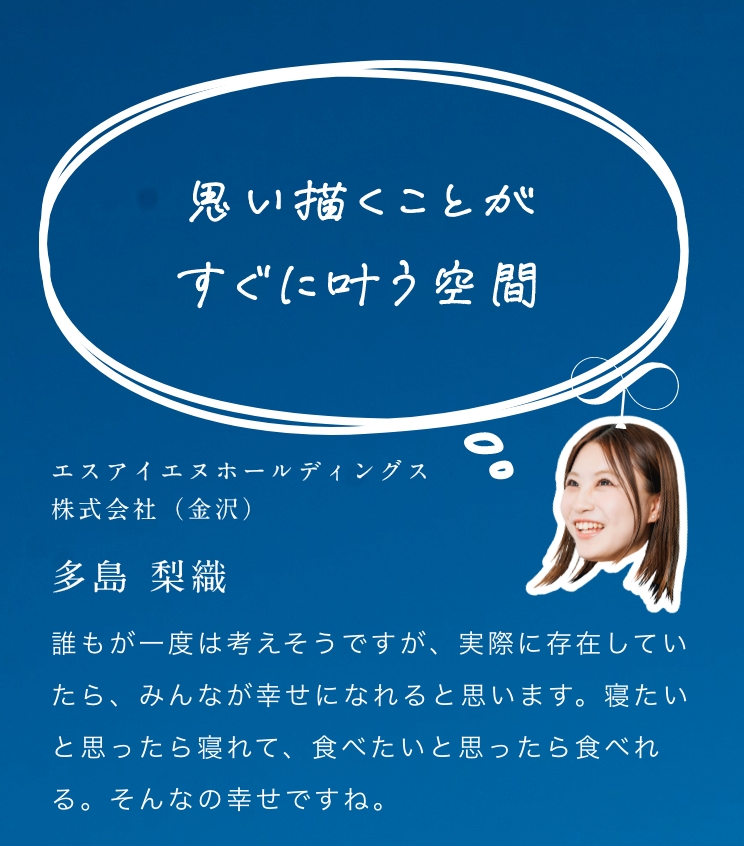 思い描くことが
すぐに叶う空間
エスアイエヌホールディングス
株式会社（金沢）
多島 梨織
誰もが一度は考えそうですが、実際に存在してい
たら、みんなが幸せになれると思います。寝たい
と思ったら寝れて、食べたいと思ったら食べれ
る。そんなの幸せですね。